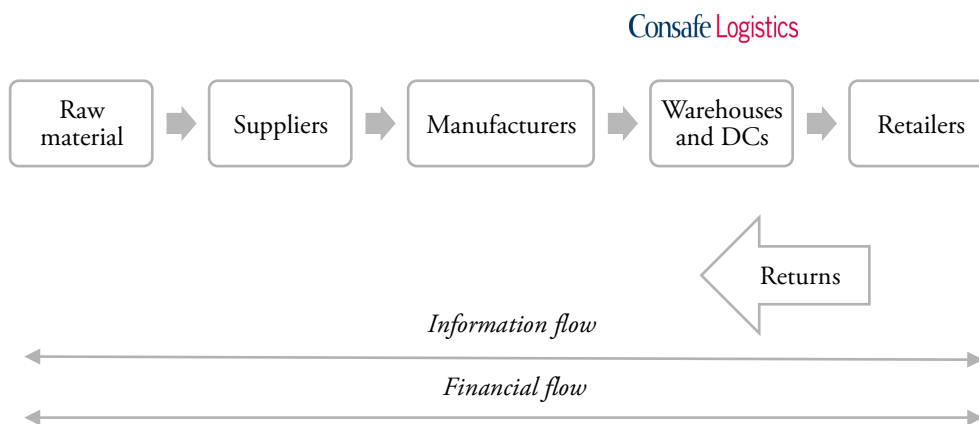 Consafe Logistics
Raw
material
Suppliers
Manufacturers
Warehouses
and DCs
Retailers
Returns
Information flow
Financial flow